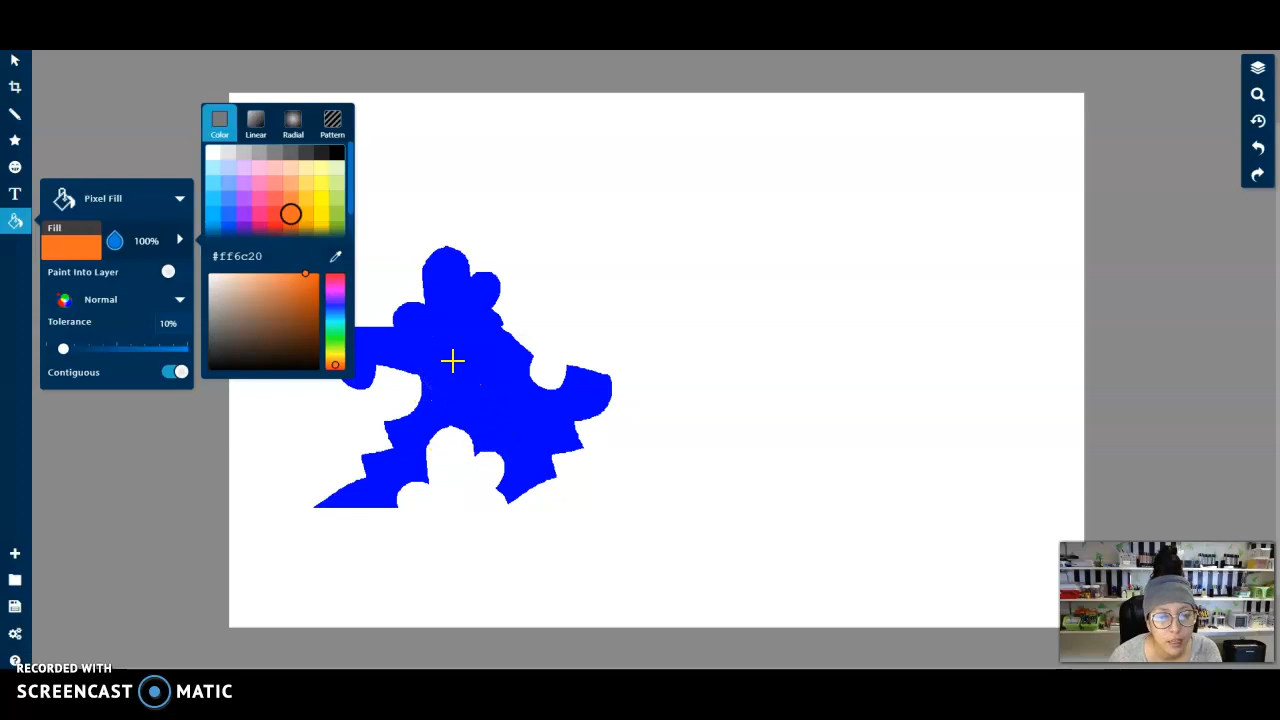 Color Linear Radial Pattern
T
Pixel Fill
Fill
100%
#ff6c20
Paint Into Layer
Normal
Tolerance
10%
Contiguous
?
RECORDED WITH
SCREENCAST MATIC